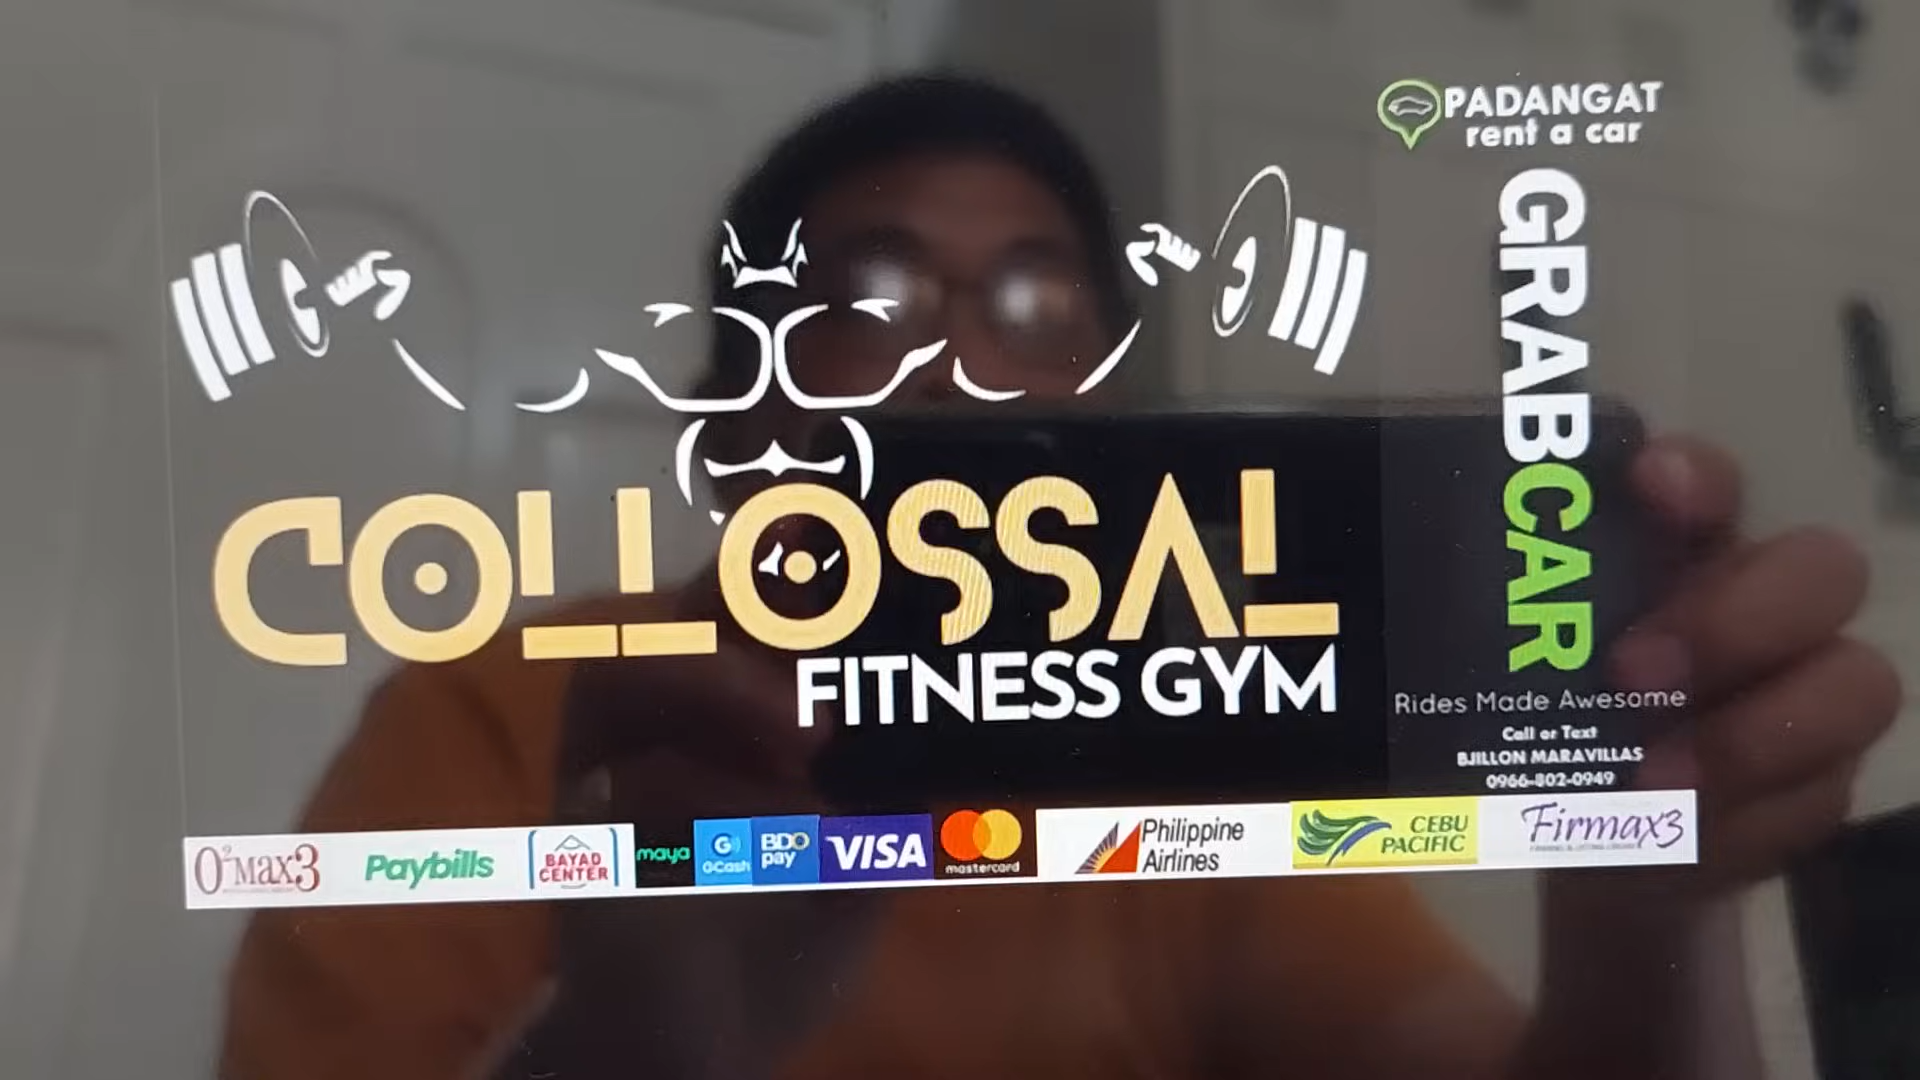 PADANGAT
rent a car
GRABCAR
COLLOSSAL
FITNESS GYM
Rides Made Awesome
Call or Text
BJILLON MARAVILLAS
0966-802-0949
O'Max3
Paybills
BAYAD
CENTER
maya
GCash
BDO
pay
VISA
mastercard
Philippine
Airlines
CEBU
PACIFIC
Firmax3